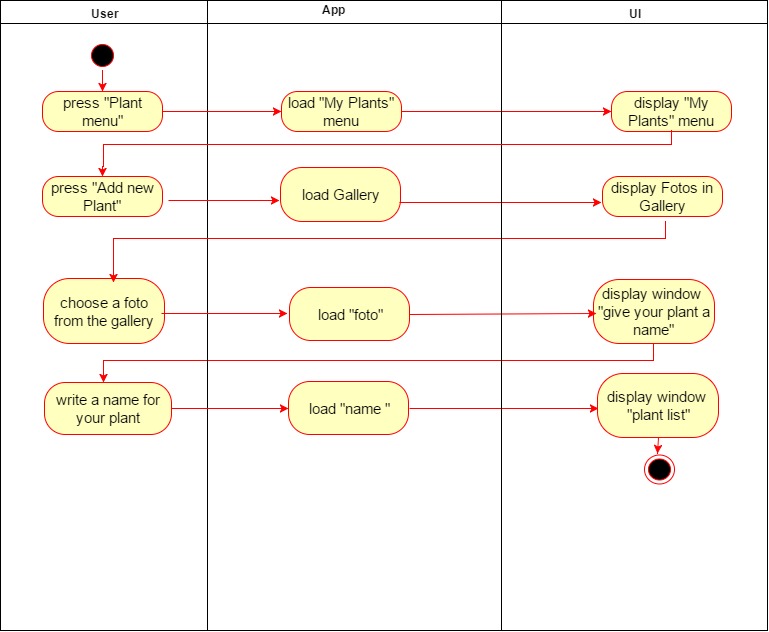 User
App
UI
press "Plant
menu"
load "My Plants"
menu
display "My
Plants" menu
press "Add new
Plant"
load Gallery
display Fotos in
Gallery
choose a foto
from the gallery
load "foto"
display window
"give your plant a
name"
write a name for
your plant
load "name "
display window
"plant list"